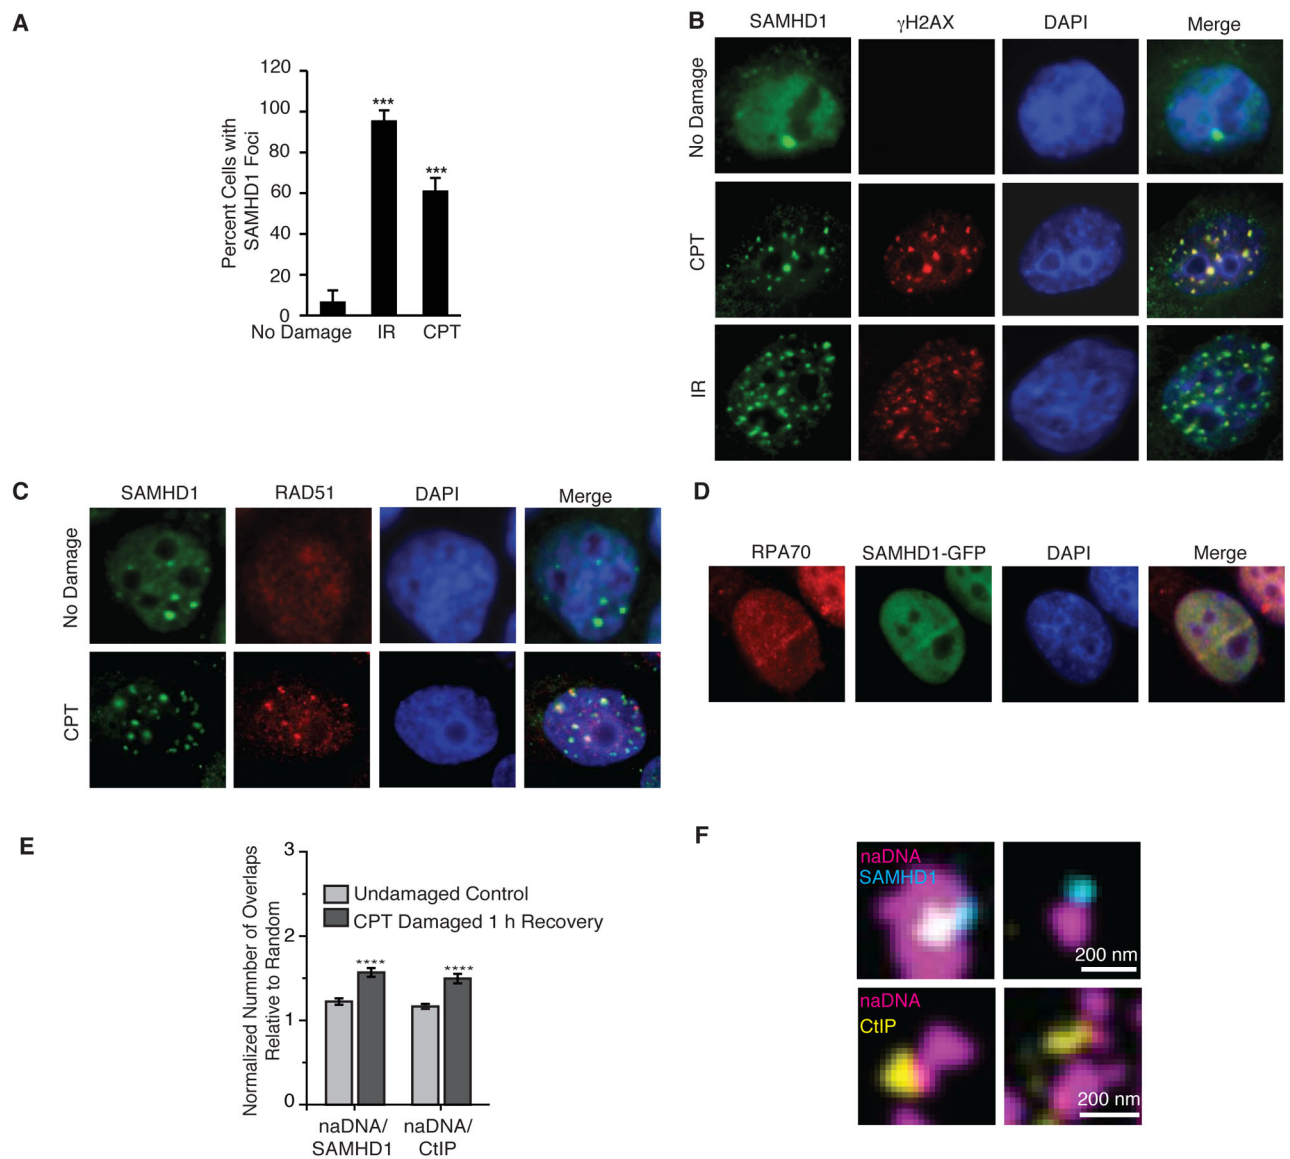 A
120
100
80
60
40
20
0
Percent Cells with
SAMHD1 Foci
***
***
No Damage IR CPT
B
SAMHD1 γH2AX DAPI Merge
No Damage
CPT
IR
C
SAMHD1 RAD51 DAPI Merge
No Damage
CPT
D
RPA70 SAMHD1-GFP DAPI Merge
E
3
2
1
0
Normalized Numnber of Overlaps
Relative to Random
Undamaged Control
CPT Damaged 1 h Recovery
****
****
naDNA/
SAMHD1
naDNA/
CtIP
F
naDNA
SAMHD1
200 nm
naDNA
CtIP
200 nm